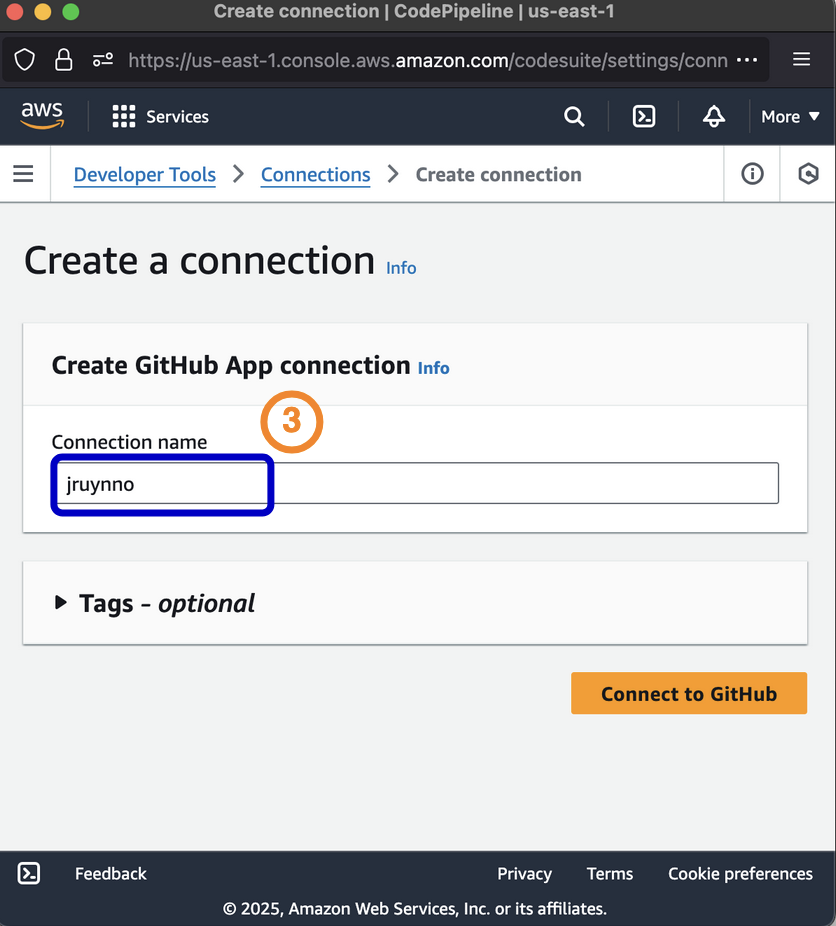 Create connection | CodePipeline | us-east-1
https://us-east-1.console.aws.amazon.com/codesuite/settings/conn ···
aws Services More
Developer Tools > Connections > Create connection
Create a connection Info
Create GitHub App connection Info
3
Connection name
jruynno
Tags - optional
Connect to GitHub
Feedback Privacy Terms Cookie preferences
© 2025, Amazon Web Services, Inc. or its affiliates.